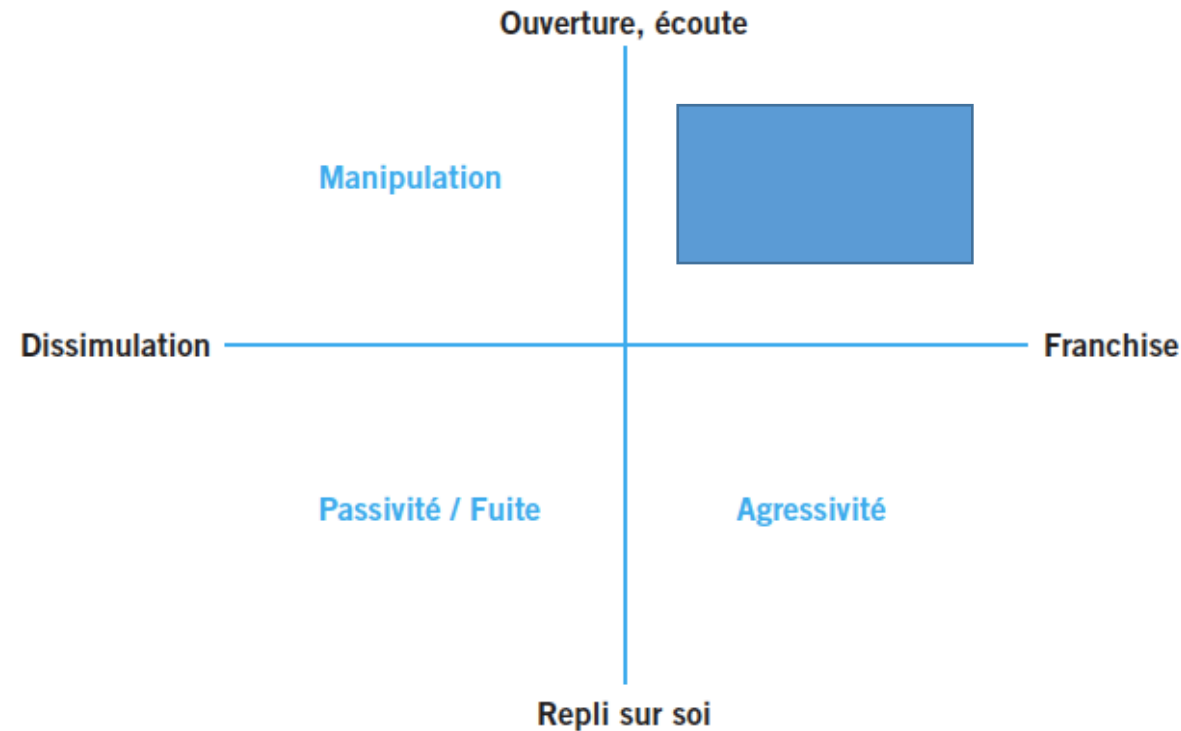 Ouverture, écoute
Manipulation
Dissimulation
Franchise
Passivité / Fuite
Agressivité
Repli sur soi